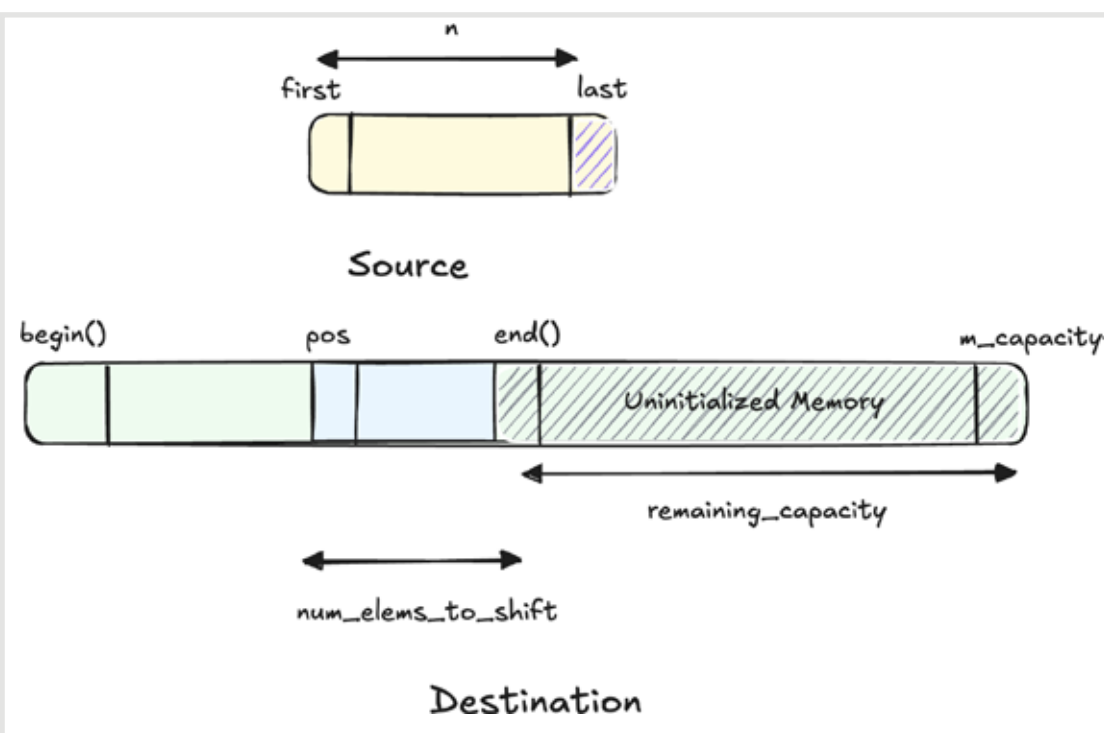 n
first last
Source
begin() pos end() m_capacity
Uninitialized Memory
remaining_capacity
num_elems_to_shift
Destination